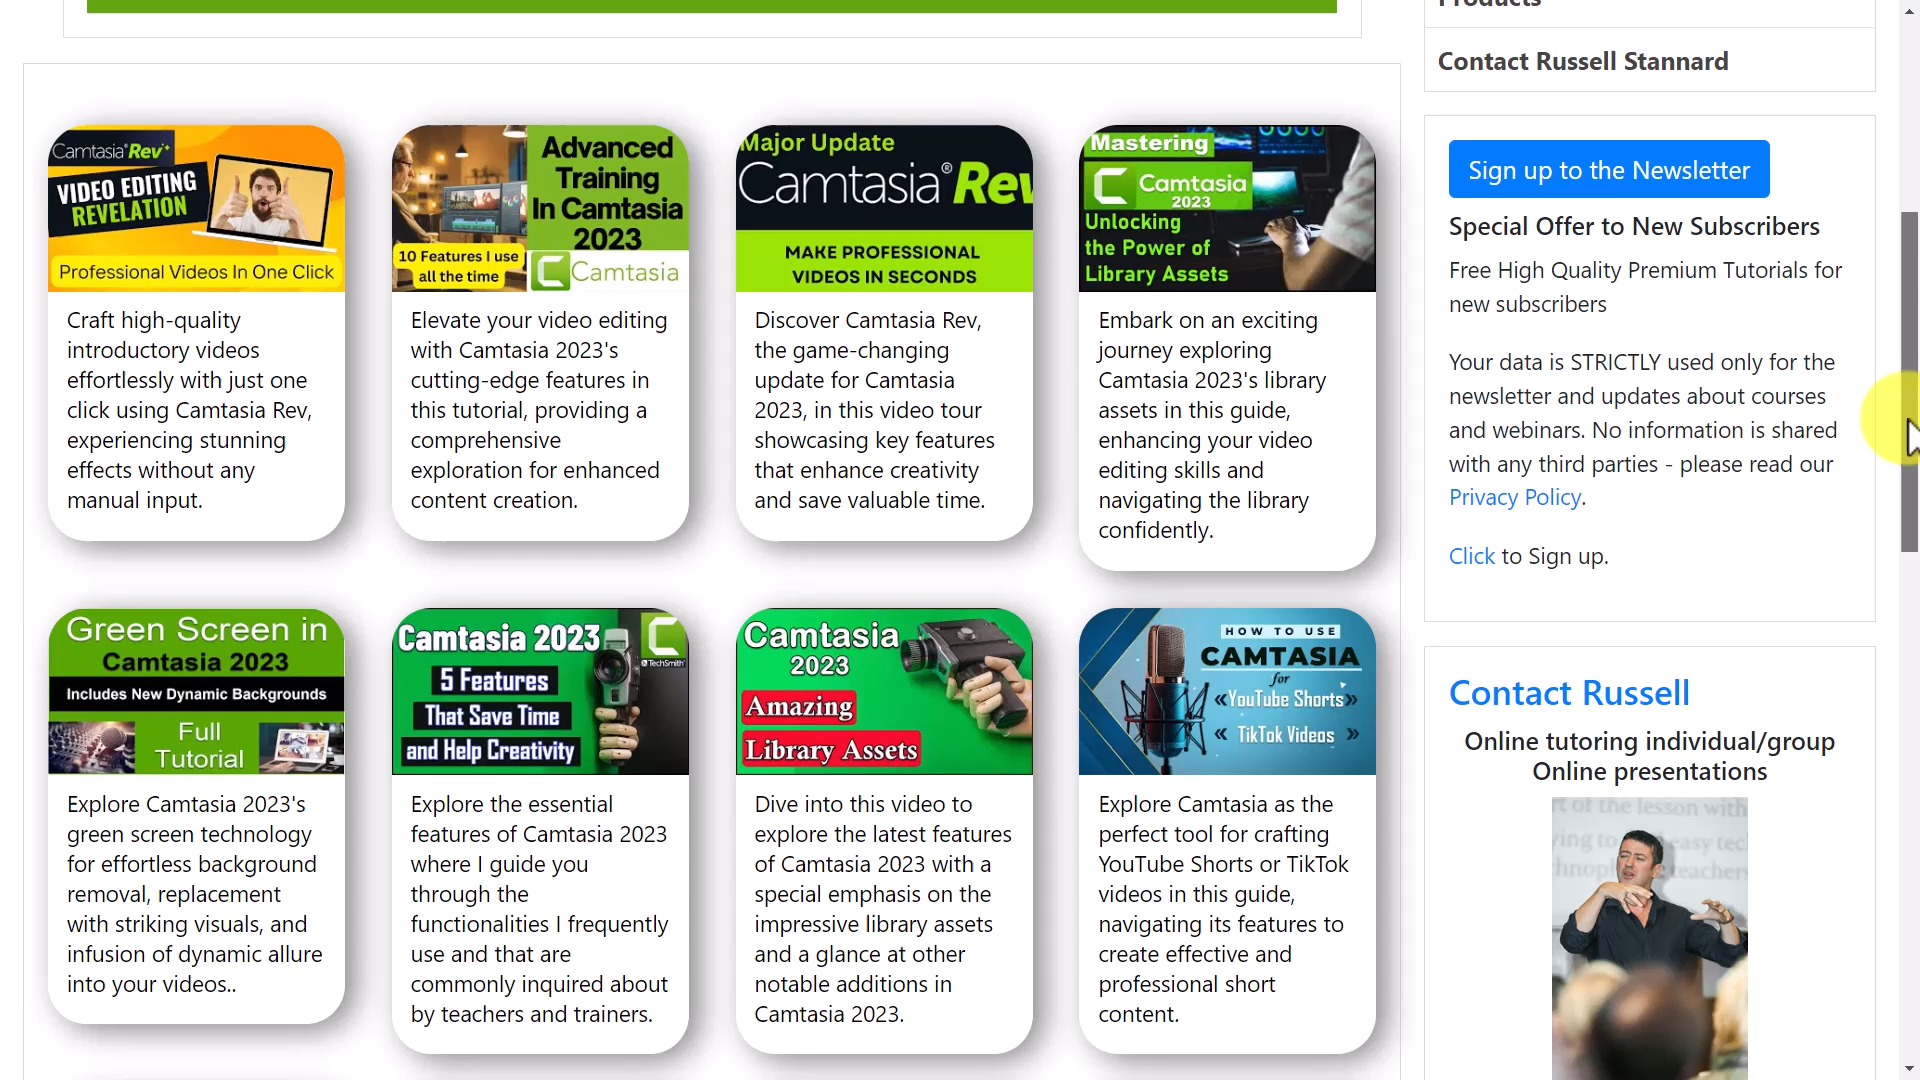 Products
Contact Russell Stannard
Camtasia® Rev
VIDEO EDITING
REVELATION
Professional Videos In One Click
Craft high-quality
introductory videos
effortlessly with just one
click using Camtasia Rev,
experiencing stunning
effects without any
manual input.
Advanced
Training
In Camtasia
2023
10 Features I use
all the time
Camtasia
Elevate your video editing
with Camtasia 2023's
cutting-edge features in
this tutorial, providing a
comprehensive
exploration for enhanced
content creation.
Major Update
Camtasia® Rev
MAKE PROFESSIONAL
VIDEOS IN SECONDS
Discover Camtasia Rev,
the game-changing
update for Camtasia
2023, in this video tour
showcasing key features
that enhance creativity
and save valuable time.
Mastering
Camtasia
2023
Unlocking
the Power of
Library Assets
Embark on an exciting
journey exploring
Camtasia 2023's library
assets in this guide,
enhancing your video
editing skills and
navigating the library
confidently.
Green Screen in
Camtasia 2023
Includes New Dynamic Backgrounds
Full
Tutorial
Explore Camtasia 2023's
green screen technology
for effortless background
removal, replacement
with striking visuals, and
infusion of dynamic allure
into your videos..
Camtasia 2023
5 Features
That Save Time
and Help Creativity
TechSmith
Explore the essential
features of Camtasia 2023
where I guide you
through the
functionalities I frequently
use and that are
commonly inquired about
by teachers and trainers.
Camtasia
2023
Amazing
Library Assets
Dive into this video to
explore the latest features
of Camtasia 2023 with a
special emphasis on the
impressive library assets
and a glance at other
notable additions in
Camtasia 2023.
HOW TO USE
CAMTASIA
for
«YouTube Shorts»
« TikTok Videos »
Explore Camtasia as the
perfect tool for crafting
YouTube Shorts or TikTok
videos in this guide,
navigating its features to
create effective and
professional short
content.
Sign up to the Newsletter
Special Offer to New Subscribers
Free High Quality Premium Tutorials for
new subscribers
Your data is STRICTLY used only for the
newsletter and updates about courses
and webinars. No information is shared
with any third parties - please read our
Privacy Policy.
Click to Sign up.
Contact Russell
Online tutoring individual/group
Online presentations
rt of the lesson with